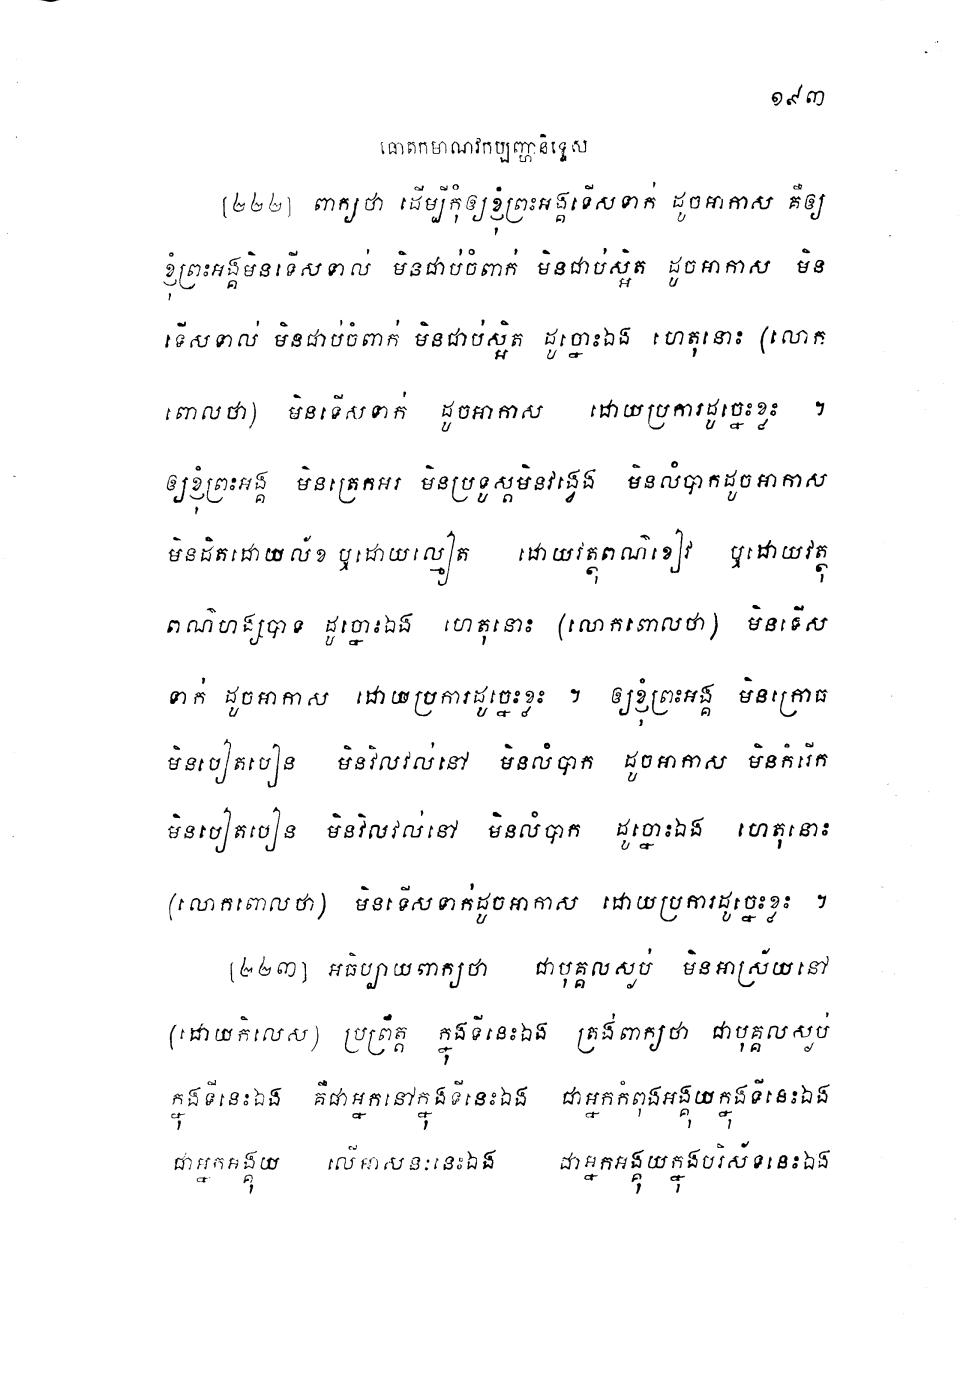 ១៩៣
ធោតកមាណវកប្បញ្ហានិទ្ទេស
[២២២] ពាក្យថា ដើម្បីកុំឲ្យខ្ញុំព្រះអង្គទើសទាក់ ដូចអាកាស គឺឲ្យ
ខ្ញុំព្រះអង្គមិនទើសទាល់ មិនជាប់ចំពាក់ មិនជាប់ស្អិត ដូចអាកាស មិន
ទើសទាល់ មិនជាប់ចំពាក់ មិនជាប់ស្អិត ដូច្នោះឯង ហេតុនោះ (លោក
ពោលថា) មិនទើសទាក់ ដូចអាកាស ដោយប្រការដូច្នេះខ្លះ ។
ឲ្យខ្ញុំព្រះអង្គ មិនត្រេកអរ មិនប្រទូស្តមិនវង្វេង មិនលំបាកដូចអាកាស
មិនដិតដោយល័ខ ឬដោយល្មៀត ដោយវត្ថុពណ៌ខៀវ ឬដោយវត្ថុ
ពណ៌ហង្សបាទ ដូច្នោះឯង ហេតុនោះ (លោកពោលថា) មិនទើស
ទាក់ ដូចអាកាស ដោយប្រការដូច្នេះខ្លះ ។ ឲ្យខ្ញុំព្រះអង្គ មិនក្រោធ
មិនបៀតបៀន មិនវិលវល់នៅ មិនលំបាក ដូចអាកាស មិនកំរើក
មិនបៀតបៀន មិនវិលវល់នៅ មិនលំបាក ដូច្នោះឯង ហេតុនោះ
(លោកពោលថា) មិនទើសទាក់ដូចអាកាស ដោយប្រការដូច្នេះខ្លះ ។
[២២៣] អធិប្បាយពាក្យថា ជាបុគ្គលស្ងប់ មិនអាស្រ័យនៅ
(ដោយកិលេស) ប្រព្រឹត្ត ក្នុងទីនេះឯង ត្រង់ពាក្យថា ជាបុគ្គលស្ងប់
ក្នុងទីនេះឯង គឺជាអ្នកនៅក្នុងទីនេះឯង ជាអ្នកកំពុងអង្គុយក្នុងទីនេះឯង
ជាអ្នកអង្គុយ លើអាសនៈនេះឯង ជាអ្នកអង្គុយក្នុងបរិស័ទនេះឯង